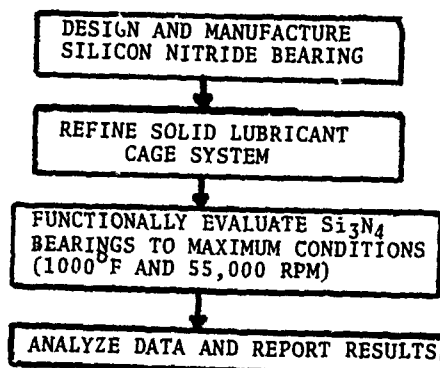 DESIGN AND MANUFACTURE
SILICON NITRIDE BEARING
REFINE SOLID LUBRICANT
CAGE SYSTEM
FUNCTIONALLY EVALUATE Si₃N₄
BEARINGS TO MAXIMUM CONDITIONS
(1000°F AND 55,000 RPM)
ANALYZE DATA AND REPORT RESULTS